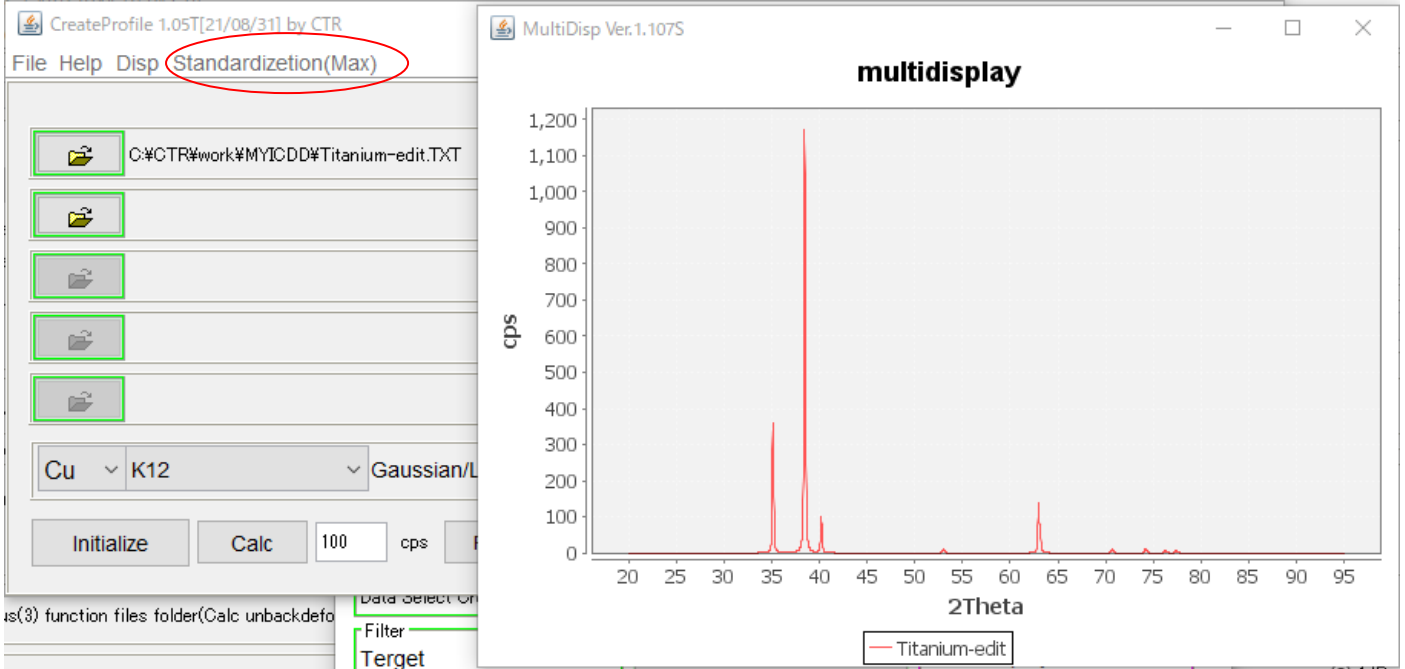 CreateProfile 1.05T[21/08/31] by CTR
File Help Disp Standardizetion(Max)
C:¥CTR¥work¥MYICDD¥Titanium-edit.TXT
Cu K12 Gaussian/L
Initialize Calc 100 cps
us(3) function files folder(Calc unbackdefo
Data Select
Filter
Terget
MultiDisp Ver.1.107S
multidisplay
1,200
1,100
1,000
900
800
700
600
500
400
300
200
100
0
cps
20 25 30 35 40 45 50 55 60 65 70 75 80 85 90 95
2Theta
Titanium-edit